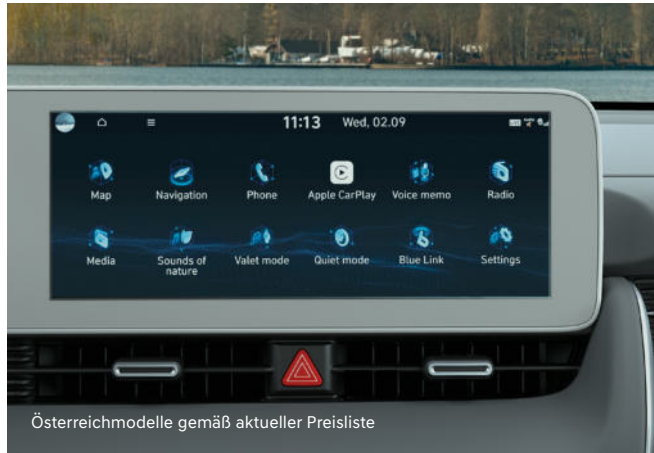 11:13 Wed, 02.09
Map Navigation Phone Apple CarPlay Voice memo Radio
Media Sounds of nature Valet mode Quiet mode Blue Link Settings
Österreichmodelle gemäß aktueller Preisliste